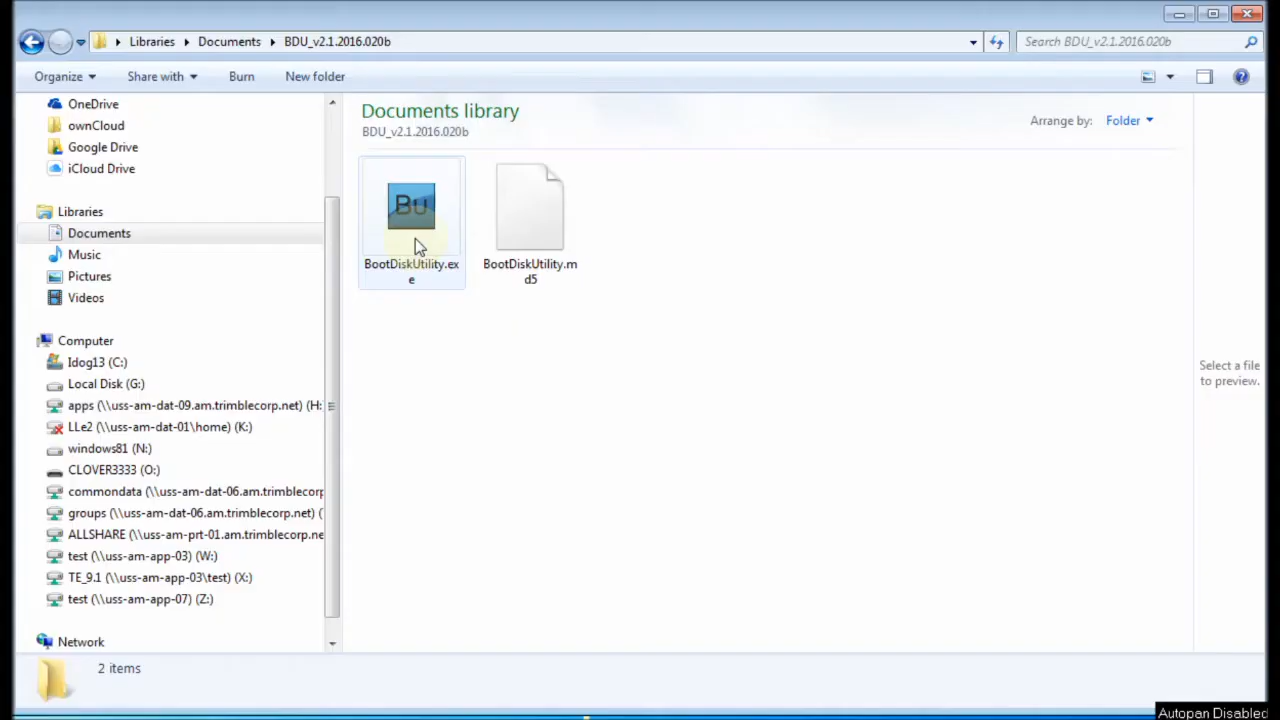 Libraries
Documents
BDU_v2.1.2016.020b
Search BDU_v2.1.2016.020b
Organize
Share with
Burn
New folder
OneDrive
ownCloud
Google Drive
iCloud Drive
Libraries
Documents
Music
Pictures
Videos
Computer
Idog13 (C:)
Local Disk (G:)
apps (\\uss-am-dat-09.am.trimblecorp.net) (H:
LLe2 (\\uss-am-dat-01\home) (K:)
windows81 (N:)
CLOVER3333 (O:)
commondata (\\uss-am-dat-06.am.trimblecorp
groups (\\uss-am-dat-06.am.trimblecorp.net) (
ALLSHARE (\\uss-am-prt-01.am.trimblecorp.ne
test (\\uss-am-app-03) (W:)
TE_9.1 (\\uss-am-app-03\test) (X:)
test (\\uss-am-app-07) (Z:)
Network
Documents library
BDU_v2.1.2016.020b
Arrange by: Folder
Bu
BootDiskUtility.ex
e
BootDiskUtility.m
d5
Select a file
to preview.
2 items
Autopan Disabled